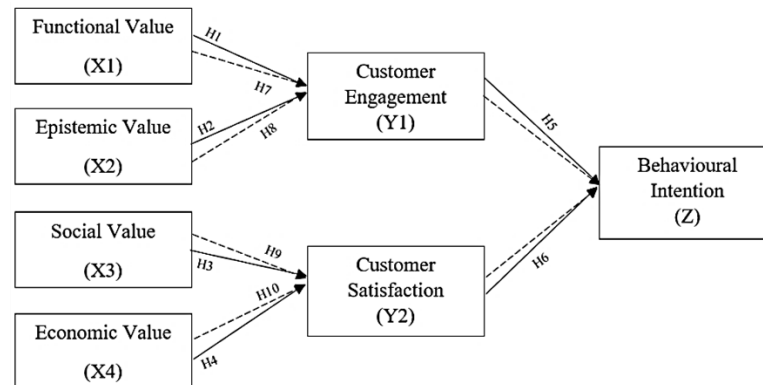 Functional Value
(X1)
H1
H7
Epistemic Value
(X2)
H2
H8
Customer
Engagement
(Y1)
H5
Behavioural
Intention
(Z)
Social Value
(X3)
H9
H3
Customer
Satisfaction
(Y2)
H6
H10
Economic Value
(X4)
H4